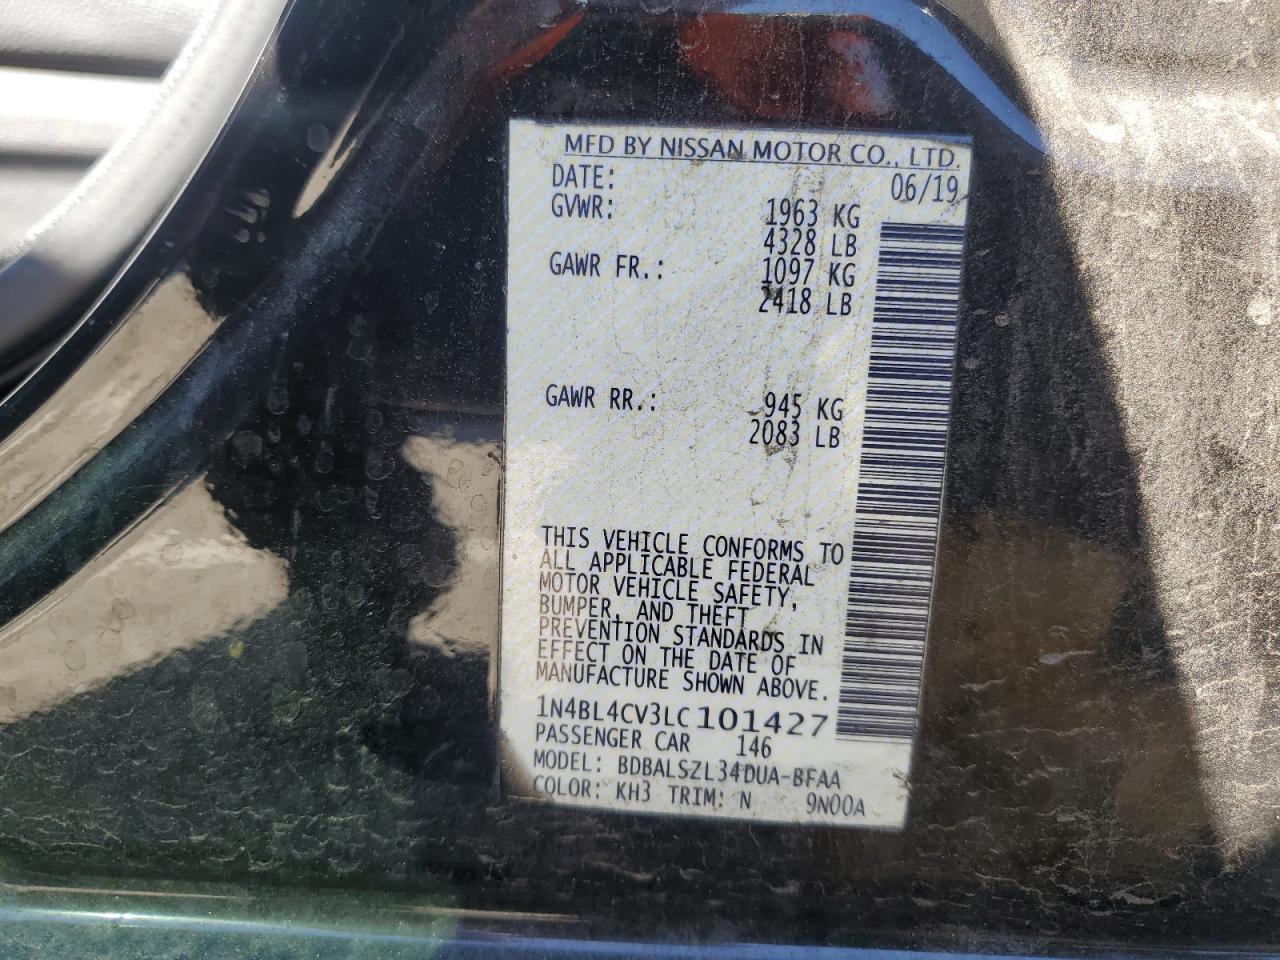 MFD BY NISSAN MOTOR CO., LTD.
DATE: 06/19
GVWR: 1963 KG
4328 LB
GAWR FR.: 1097 KG
2418 LB
GAWR RR.: 945 KG
2083 LB
THIS VEHICLE CONFORMS TO
ALL APPLICABLE FEDERAL
MOTOR VEHICLE SAFETY,
BUMPER, AND THEFT
PREVENTION STANDARDS IN
EFFECT ON THE DATE OF
MANUFACTURE SHOWN ABOVE.
1N4BL4CV3LC101427
PASSENGER CAR 146
MODEL: BDBALSZL34DUA-BFAA
COLOR: KH3 TRIM: N 9N00A